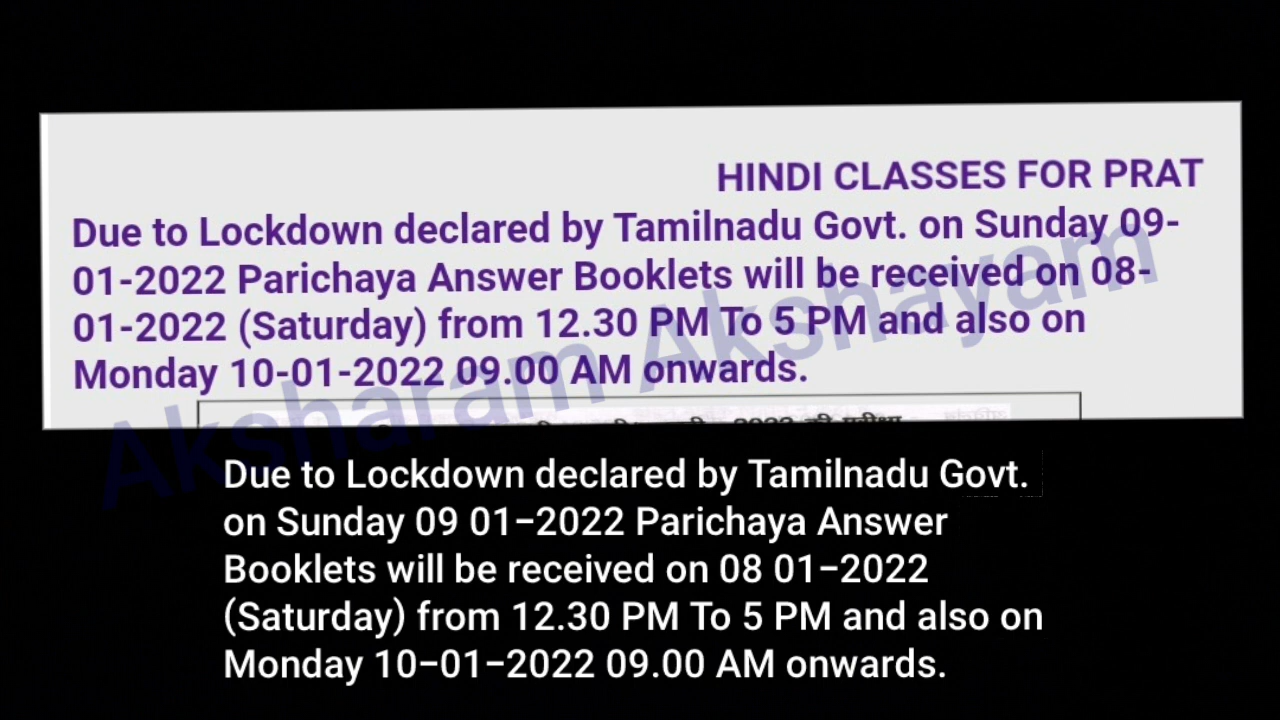 HINDI CLASSES FOR PRAT
Due to Lockdown declared by Tamilnadu Govt. on Sunday 09-
01-2022 Parichaya Answer Booklets will be received on 08-
01-2022 (Saturday) from 12.30 PM To 5 PM and also on
Monday 10-01-2022 09.00 AM onwards.
Aksharam Akshayam
2022 की परीक्षा
Due to Lockdown declared by Tamilnadu Govt.
on Sunday 09 01–2022 Parichaya Answer
Booklets will be received on 08 01–2022
(Saturday) from 12.30 PM To 5 PM and also on
Monday 10–01–2022 09.00 AM onwards.